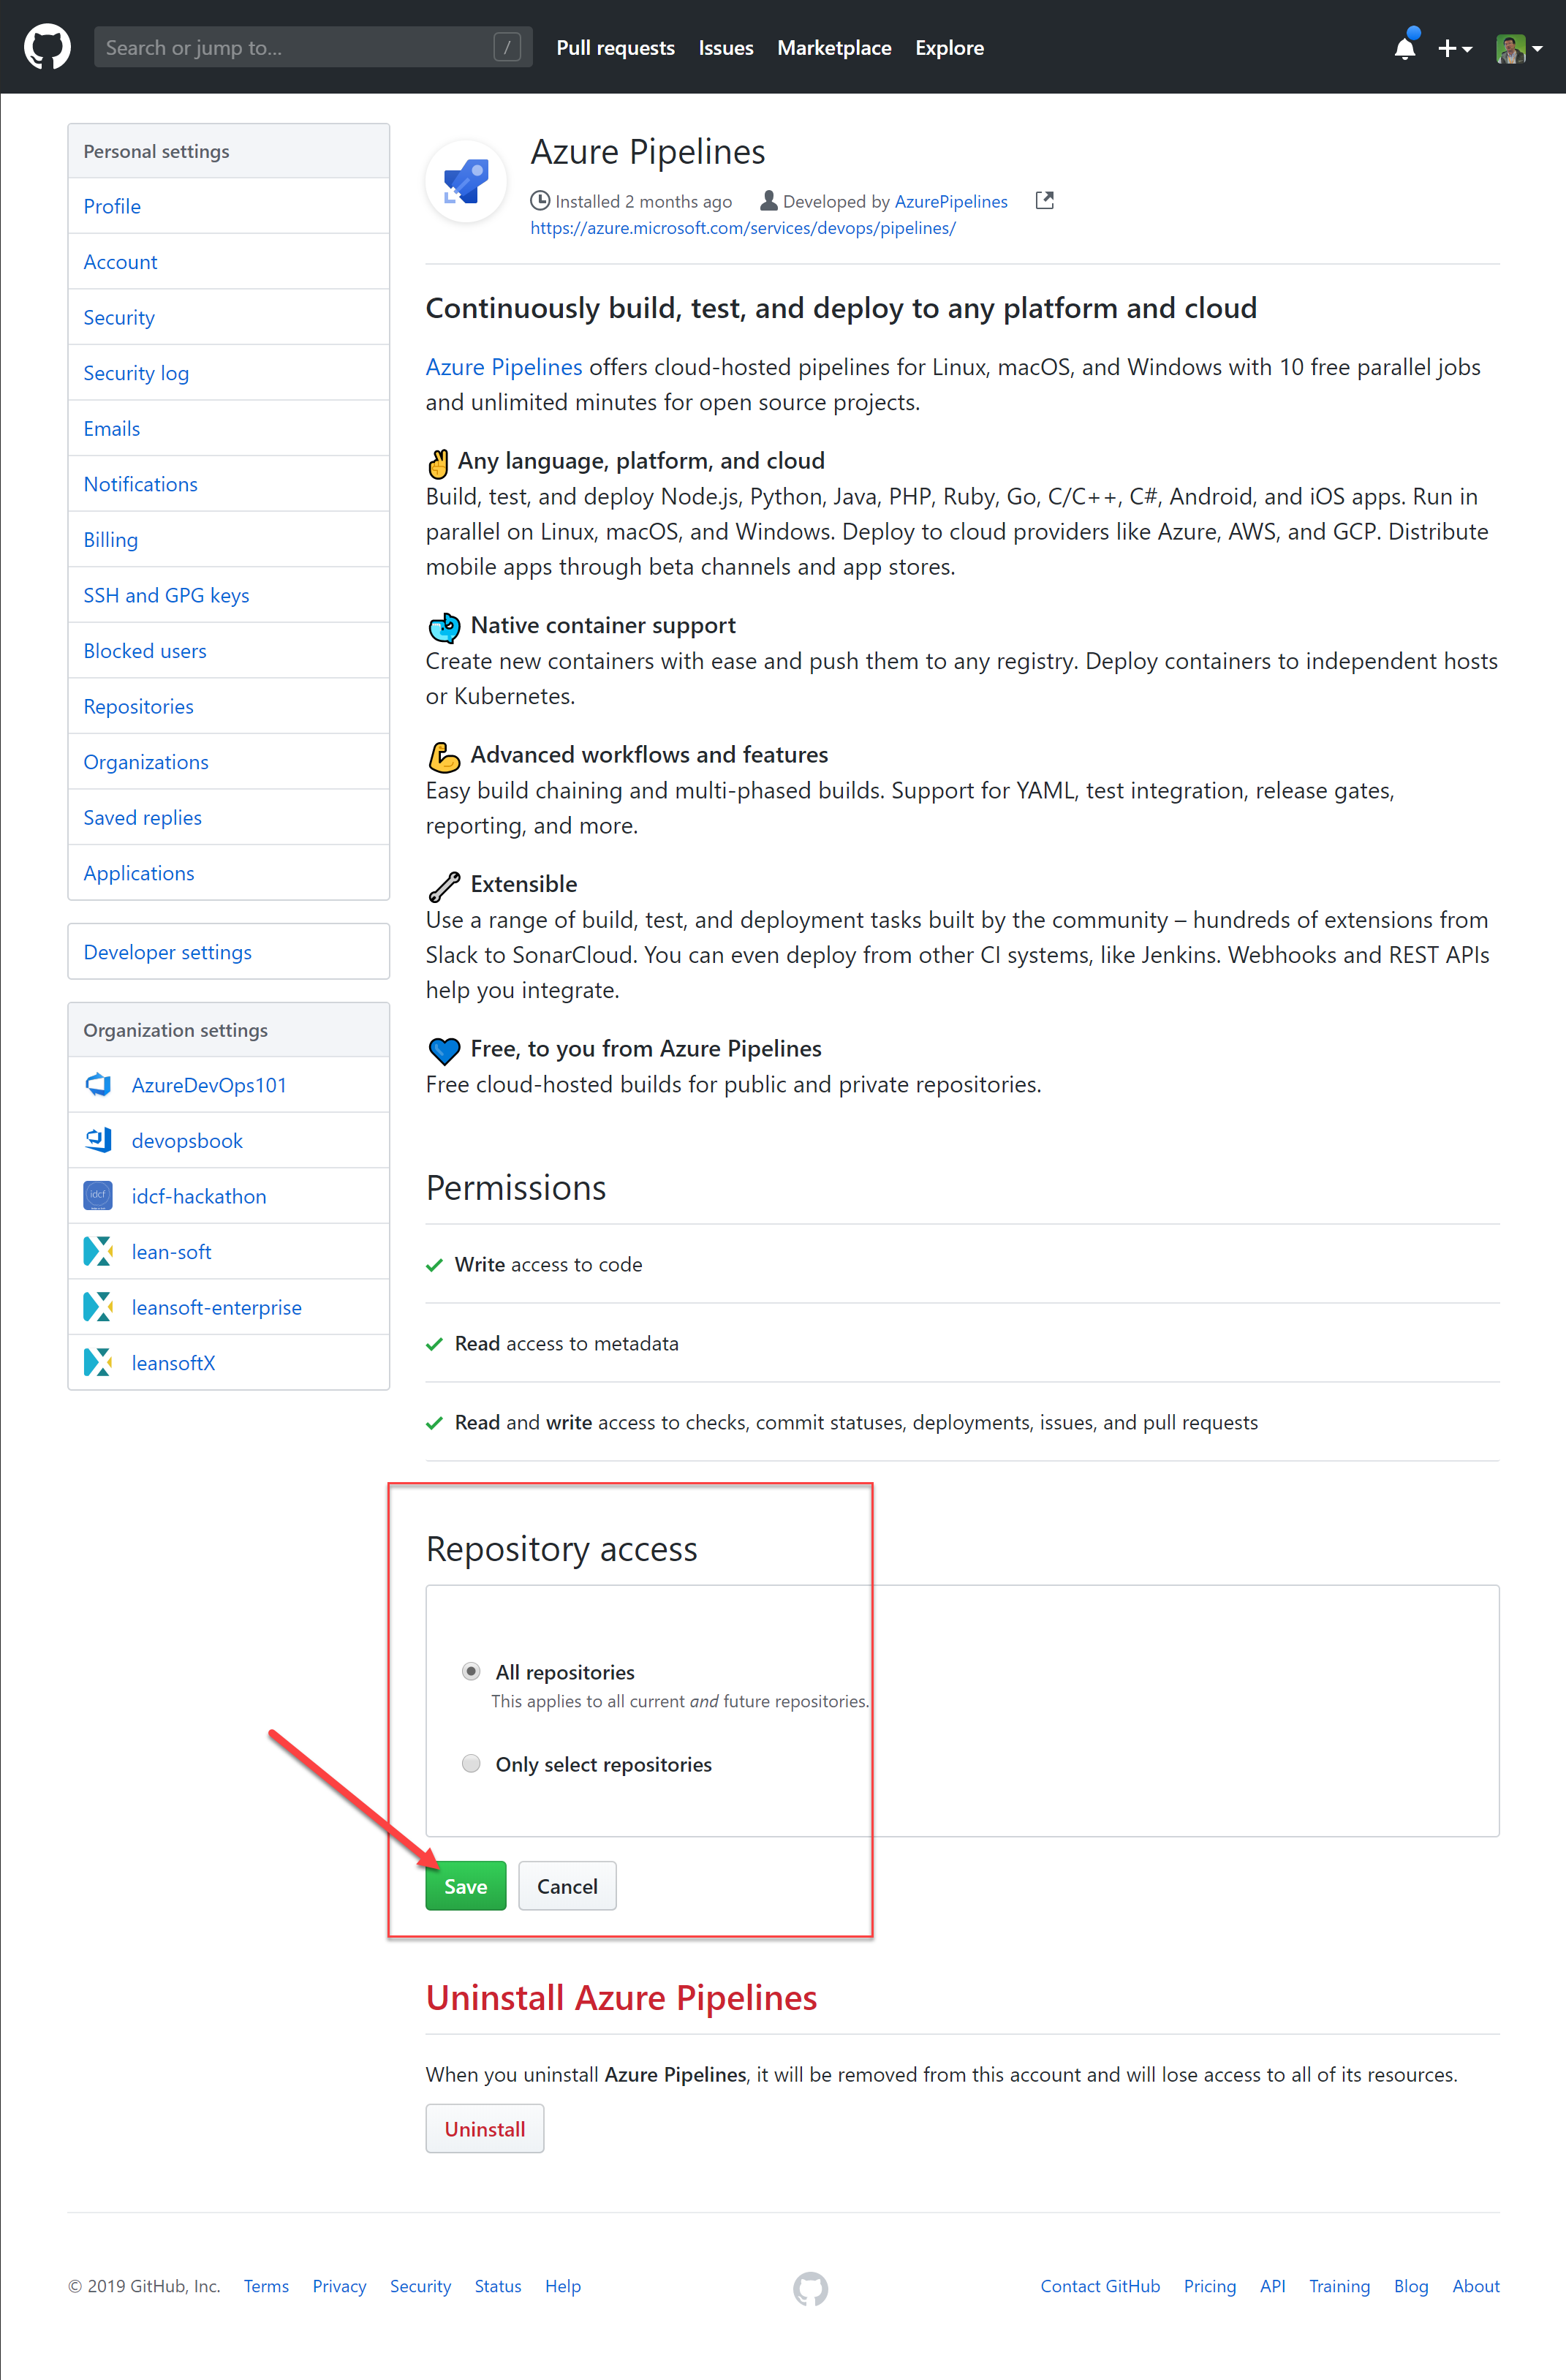 Search or jump to... /
Pull requests Issues Marketplace Explore
Personal settings
Profile
Account
Security
Security log
Emails
Notifications
Billing
SSH and GPG keys
Blocked users
Repositories
Organizations
Saved replies
Applications
Developer settings
Organization settings
AzureDevOps101
devopsbook
idcf
idcf-hackathon
lean-soft
leansoft-enterprise
leansoftX
Azure Pipelines
Installed 2 months ago Developed by AzurePipelines
https://azure.microsoft.com/services/devops/pipelines/
Continuously build, test, and deploy to any platform and cloud
Azure Pipelines offers cloud-hosted pipelines for Linux, macOS, and Windows with 10 free parallel jobs
and unlimited minutes for open source projects.
Any language, platform, and cloud
Build, test, and deploy Node.js, Python, Java, PHP, Ruby, Go, C/C++, C#, Android, and iOS apps. Run in
parallel on Linux, macOS, and Windows. Deploy to cloud providers like Azure, AWS, and GCP. Distribute
mobile apps through beta channels and app stores.
Native container support
Create new containers with ease and push them to any registry. Deploy containers to independent hosts
or Kubernetes.
Advanced workflows and features
Easy build chaining and multi-phased builds. Support for YAML, test integration, release gates,
reporting, and more.
Extensible
Use a range of build, test, and deployment tasks built by the community – hundreds of extensions from
Slack to SonarCloud. You can even deploy from other CI systems, like Jenkins. Webhooks and REST APIs
help you integrate.
Free, to you from Azure Pipelines
Free cloud-hosted builds for public and private repositories.
Permissions
Write access to code
Read access to metadata
Read and write access to checks, commit statuses, deployments, issues, and pull requests
Repository access
All repositories
This applies to all current and future repositories.
Only select repositories
Save Cancel
Uninstall Azure Pipelines
When you uninstall Azure Pipelines, it will be removed from this account and will lose access to all of its resources.
Uninstall
© 2019 GitHub, Inc. Terms Privacy Security Status Help Contact GitHub Pricing API Training Blog About